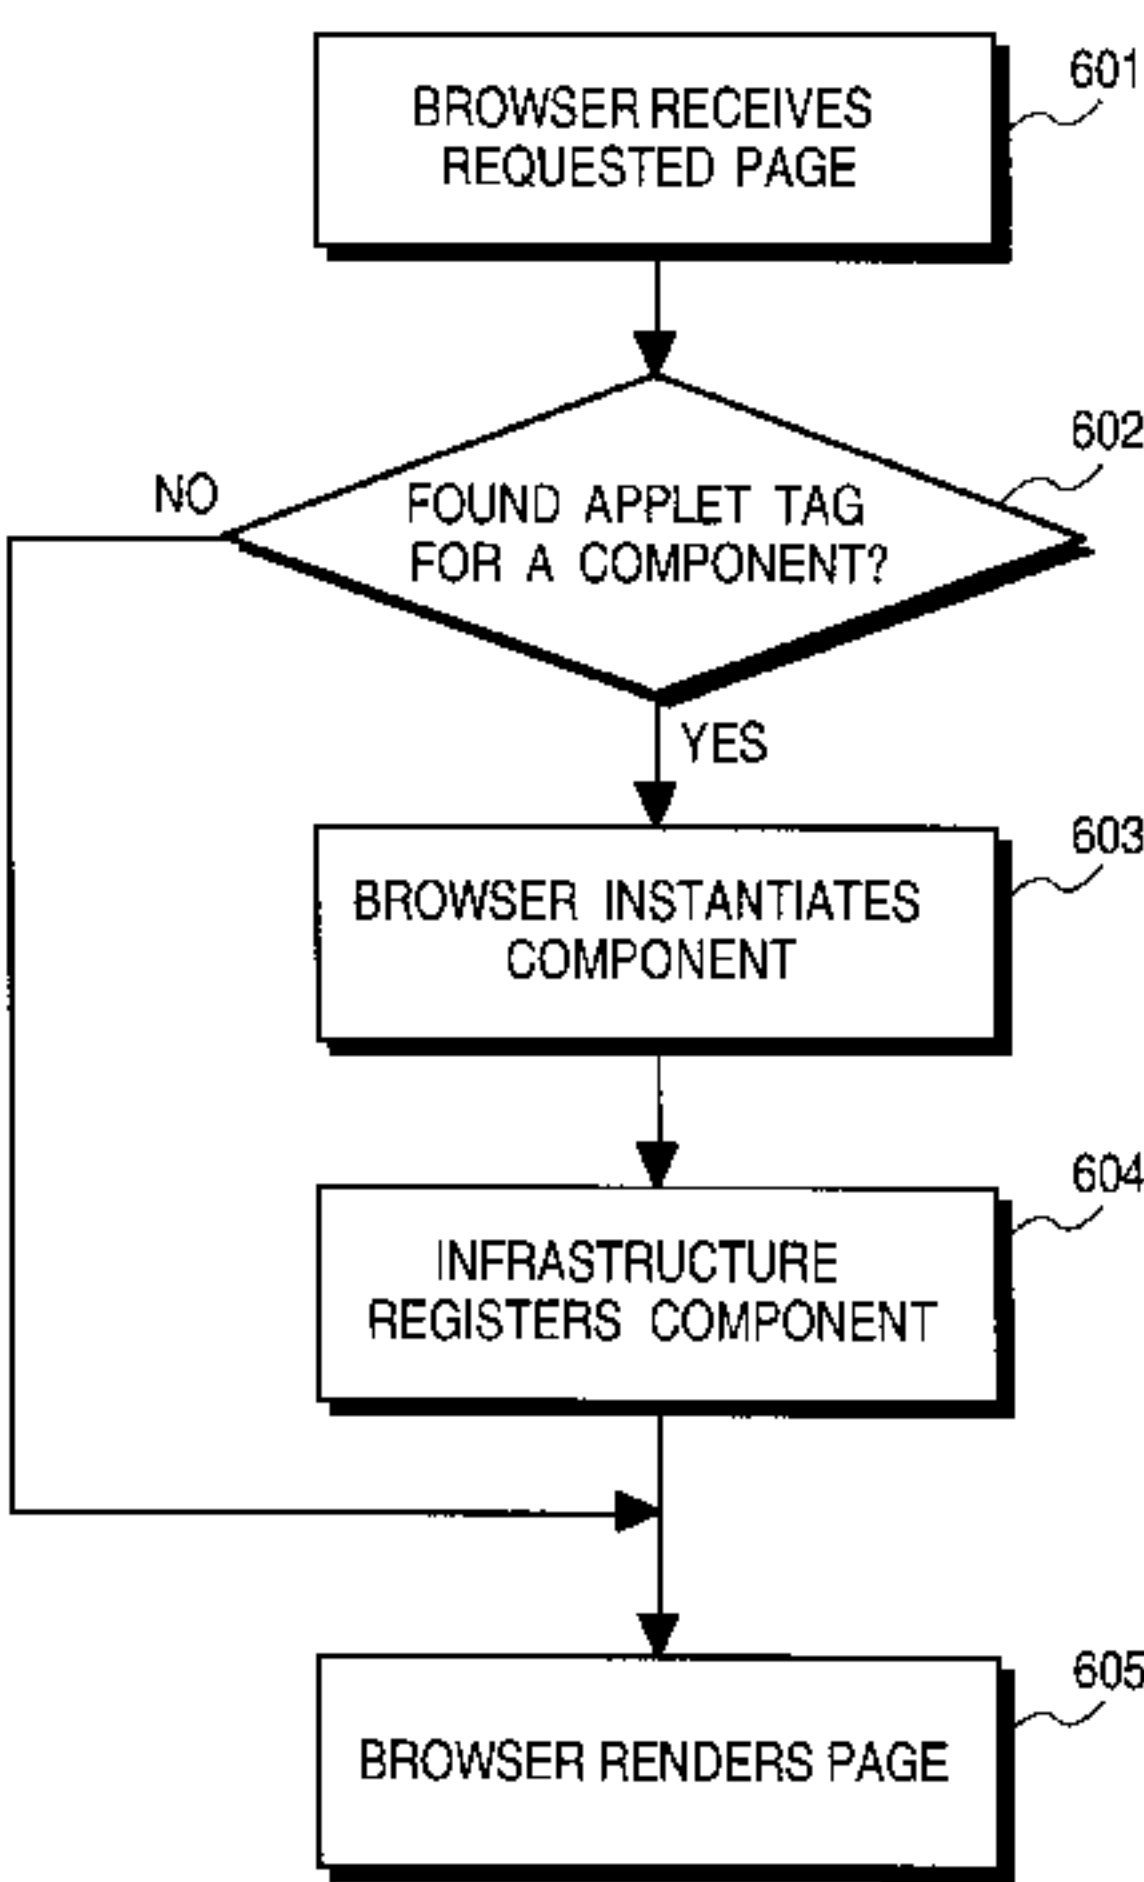 BROWSER RECEIVES
REQUESTED PAGE
601
602
NO
FOUND APPLET TAG
FOR A COMPONENT?
YES
603
BROWSER INSTANTIATES
COMPONENT
604
INFRASTRUCTURE
REGISTERS COMPONENT
605
BROWSER RENDERS PAGE